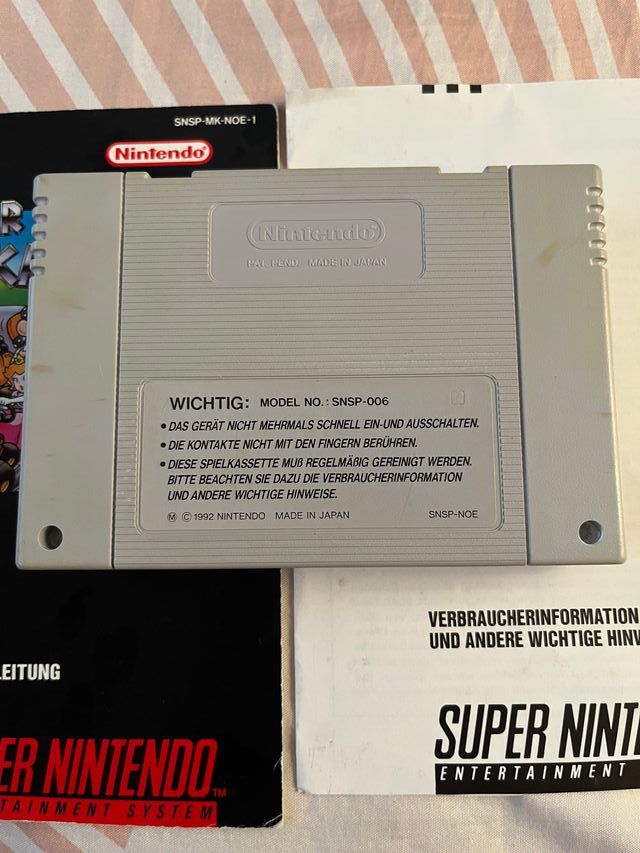 SNSP-MK-NOE-1
Nintendo®
R
KA
Nintendo®
PAT. PEND. MADE IN JAPAN
WICHTIG: MODEL NO.: SNSP-006
• DAS GERÄT NICHT MEHRMALS SCHNELL EIN-UND AUSSCHALTEN.
• DIE KONTAKTE NICHT MIT DEN FINGERN BERÜHREN.
• DIESE SPIELKASSETTE MUß REGELMÄßIG GEREINIGT WERDEN.
BITTE BEACHTEN SIE DAZU DIE VERBRAUCHERINFORMATION
UND ANDERE WICHTIGE HINWEISE.
Ⓜ © 1992 NINTENDO MADE IN JAPAN SNSP-NOE
LEITUNG
ER NINTENDO™
TAINMENT SYSTEM
VERBRAUCHERINFORMATION
UND ANDERE WICHTIGE HINW
SUPER NINT
ENTERTAINMENT